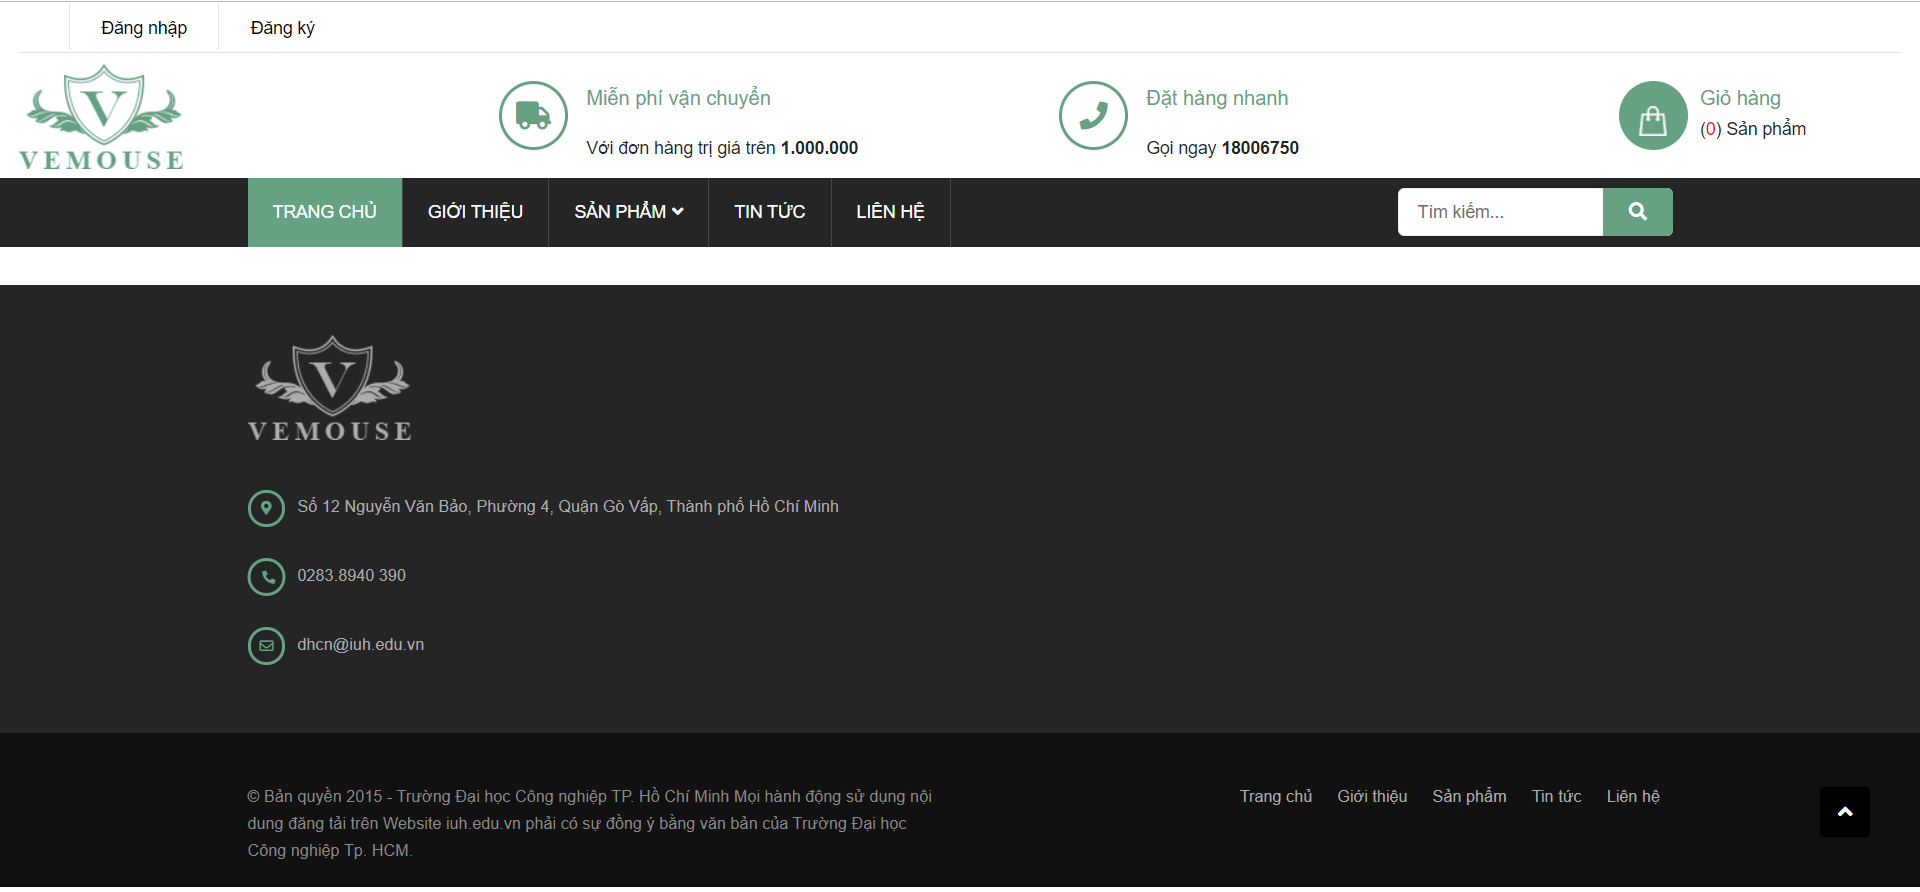 Đăng nhập
Đăng ký
VEMOUSE
Miễn phí vận chuyển
Với đơn hàng trị giá trên 1.000.000
Đặt hàng nhanh
Gọi ngay 18006750
Giỏ hàng
(0) Sản phẩm
TRANG CHỦ
GIỚI THIỆU
SẢN PHẨM
TIN TỨC
LIÊN HỆ
Tìm kiếm...
VEMOUSE
Số 12 Nguyễn Văn Bảo, Phường 4, Quận Gò Vấp, Thành phố Hồ Chí Minh
0283.8940 390
dhcn@iuh.edu.vn
© Bản quyền 2015 - Trường Đại học Công nghiệp TP. Hồ Chí Minh Mọi hành động sử dụng nội
dung đăng tải trên Website iuh.edu.vn phải có sự đồng ý bằng văn bản của Trường Đại học
Công nghiệp Tp. HCM.
Trang chủ
Giới thiệu
Sản phẩm
Tin tức
Liên hệ